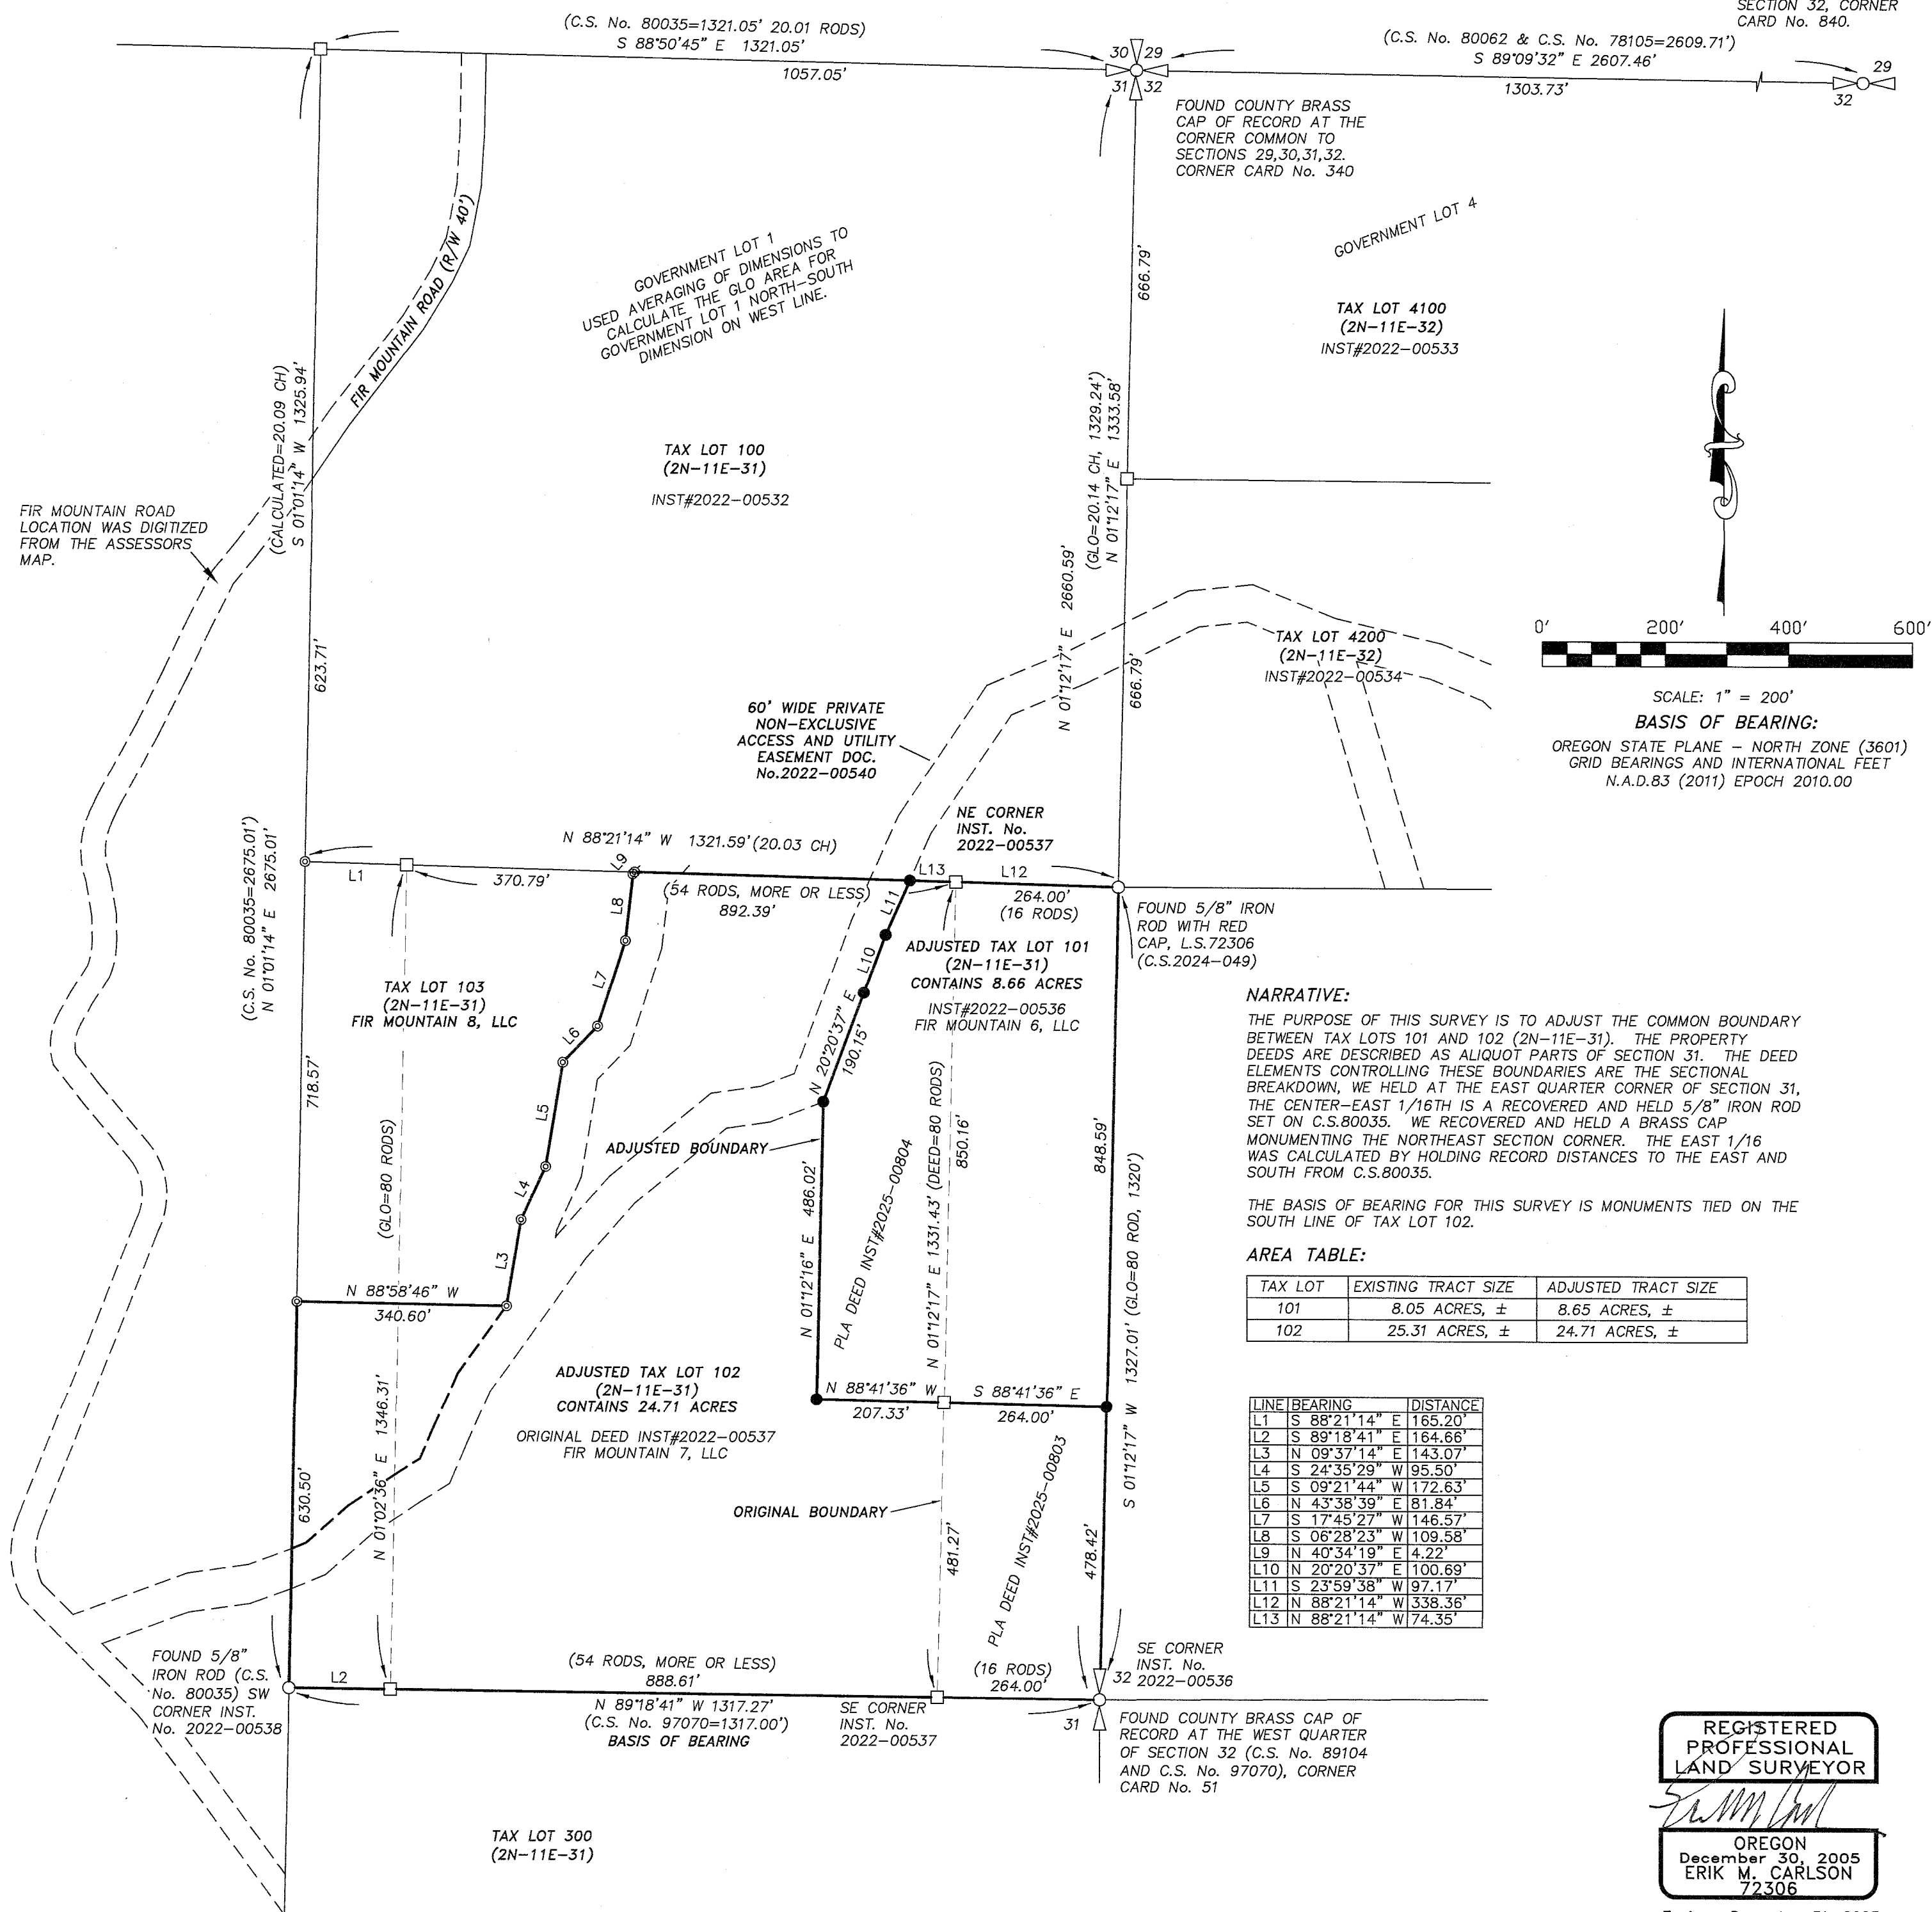 SECTION 32, CORNER
CARD No. 840.
(C.S. No. 80035=1321.05' 20.01 RODS)
S 88°50'45" E 1321.05'
1057.05'
30 29
31 32
(C.S. No. 80062 & C.S. No. 78105=2609.71')
S 89°09'32" E 2607.46'
1303.73'
29
32
FOUND COUNTY BRASS
CAP OF RECORD AT THE
CORNER COMMON TO
SECTIONS 29,30,31,32.
CORNER CARD No. 340
FIR MOUNTAIN ROAD (R/W 40')
GOVERNMENT LOT 1
USED AVERAGING OF DIMENSIONS TO
CALCULATE THE GLO AREA FOR
GOVERNMENT LOT 1 NORTH-SOUTH
DIMENSION ON WEST LINE.
GOVERNMENT LOT 4
666.79'
TAX LOT 4100
(2N-11E-32)
INST#2022-00533
(CALCULATED=20.09 CH)
S 01°01'14" W 1325.94'
TAX LOT 100
(2N-11E-31)
INST#2022-00532
(GLO=20.14 CH, 1329.24')
N 01°12'17" E 1333.58'
FIR MOUNTAIN ROAD
LOCATION WAS DIGITIZED
FROM THE ASSESSORS
MAP.
N 01°12'17" E 2660.59'
623.71'
666.79'
TAX LOT 4200
(2N-11E-32)
INST#2022-00534
0' 200' 400' 600'
SCALE: 1" = 200'
BASIS OF BEARING:
OREGON STATE PLANE - NORTH ZONE (3601)
GRID BEARINGS AND INTERNATIONAL FEET
N.A.D.83 (2011) EPOCH 2010.00
60' WIDE PRIVATE
NON-EXCLUSIVE
ACCESS AND UTILITY
EASEMENT DOC.
No.2022-00540
NE CORNER
INST. No.
2022-00537
(C.S. No. 80035=2675.01')
N 01°01'14" E 2675.01'
N 88°21'14" W 1321.59'(20.03 CH)
L1
370.79'
L9
(54 RODS, MORE OR LESS)
892.39'
L13
L12
264.00'
(16 RODS)
FOUND 5/8" IRON
ROD WITH RED
CAP, L.S.72306
(C.S.2024-049)
L8
L11
L10
L7
L6
L5
L4
L3
ADJUSTED TAX LOT 101
(2N-11E-31)
CONTAINS 8.66 ACRES
INST#2022-00536
FIR MOUNTAIN 6, LLC
TAX LOT 103
(2N-11E-31)
FIR MOUNTAIN 8, LLC
N 20°20'37" E
190.15'
718.57'
(GLO=80 RODS)
ADJUSTED BOUNDARY
N 01°12'16" E 486.02'
PLA DEED INST#2025-00804
N 01°12'17" E 1331.43' (DEED=80 RODS)
850.16'
848.59'
S 01°12'17" W 1327.01' (GLO=80 ROD, 1320')
NARRATIVE:
THE PURPOSE OF THIS SURVEY IS TO ADJUST THE COMMON BOUNDARY
BETWEEN TAX LOTS 101 AND 102 (2N-11E-31). THE PROPERTY
DEEDS ARE DESCRIBED AS ALIQUOT PARTS OF SECTION 31. THE DEED
ELEMENTS CONTROLLING THESE BOUNDARIES ARE THE SECTIONAL
BREAKDOWN, WE HELD AT THE EAST QUARTER CORNER OF SECTION 31,
THE CENTER-EAST 1/16TH IS A RECOVERED AND HELD 5/8" IRON ROD
SET ON C.S.80035. WE RECOVERED AND HELD A BRASS CAP
MONUMENTING THE NORTHEAST SECTION CORNER. THE EAST 1/16
WAS CALCULATED BY HOLDING RECORD DISTANCES TO THE EAST AND
SOUTH FROM C.S.80035.
THE BASIS OF BEARING FOR THIS SURVEY IS MONUMENTS TIED ON THE
SOUTH LINE OF TAX LOT 102.
AREA TABLE:
TAX LOT EXISTING TRACT SIZE ADJUSTED TRACT SIZE
101 8.05 ACRES, ± 8.65 ACRES, ±
102 25.31 ACRES, ± 24.71 ACRES, ±
N 88°58'46" W
340.60'
ADJUSTED TAX LOT 102
(2N-11E-31)
CONTAINS 24.71 ACRES
ORIGINAL DEED INST#2022-00537
FIR MOUNTAIN 7, LLC
N 88°41'36" W
207.33'
S 88°41'36" E
264.00'
LINE BEARING DISTANCE
L1 S 88°21'14" E 165.20'
L2 S 89°18'41" E 164.66'
L3 N 09°37'14" E 143.07'
L4 S 24°35'29" W 95.50'
L5 S 09°21'44" W 172.63'
L6 N 43°38'39" E 81.84'
L7 S 17°45'27" W 146.57'
L8 S 06°28'23" W 109.58'
L9 N 40°34'19" E 4.22'
L10 N 20°20'37" E 100.69'
L11 S 23°59'38" W 97.17'
L12 N 88°21'14" W 338.36'
L13 N 88°21'14" W 74.35'
630.50'
N 01°02'36" E 1346.31'
ORIGINAL BOUNDARY
481.27'
PLA DEED INST#2025-00803
478.42'
FOUND 5/8"
IRON ROD (C.S.
No. 80035) SW
CORNER INST.
No. 2022-00538
L2
(54 RODS, MORE OR LESS)
888.61'
N 89°18'41" W 1317.27'
(C.S. No. 97070=1317.00')
BASIS OF BEARING
SE CORNER
INST. No.
2022-00537
(16 RODS)
264.00'
32
31
SE CORNER
INST. No.
2022-00536
FOUND COUNTY BRASS CAP OF
RECORD AT THE WEST QUARTER
OF SECTION 32 (C.S. No. 89104
AND C.S. No. 97070), CORNER
CARD No. 51
TAX LOT 300
(2N-11E-31)
REGISTERED
PROFESSIONAL
LAND SURVEYOR
OREGON
December 30, 2005
ERIK M. CARLSON
72306